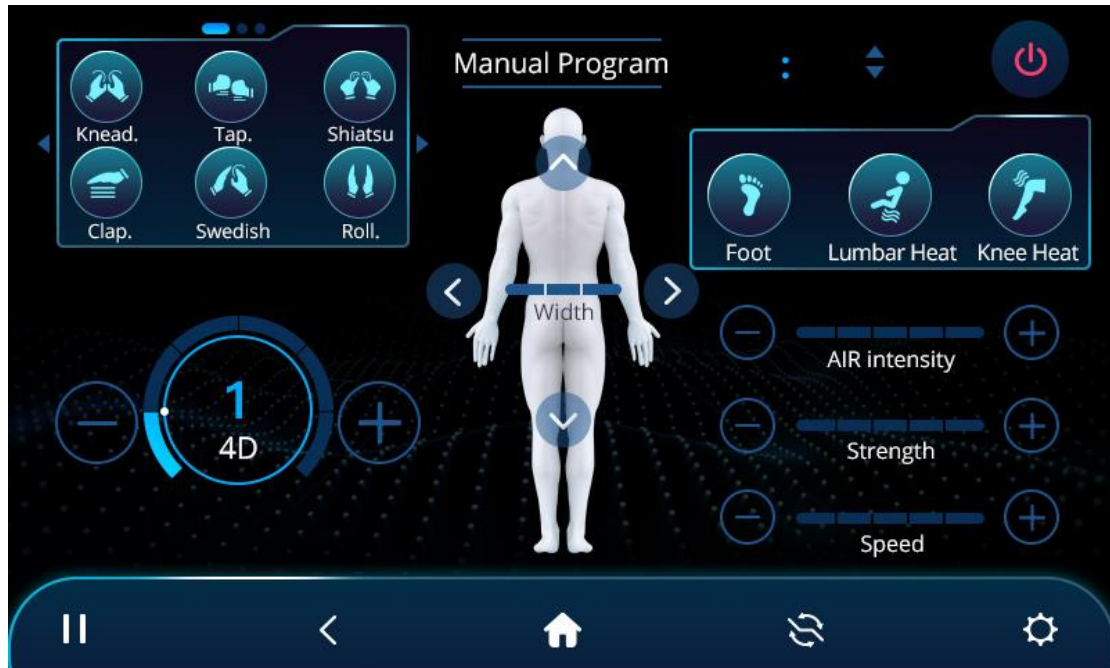 Manual Program
:
Knead. Tap. Shiatsu
Clap. Swedish Roll.
Foot Lumbar Heat Knee Heat
Width
AIR intensity
1
4D
Strength
Speed